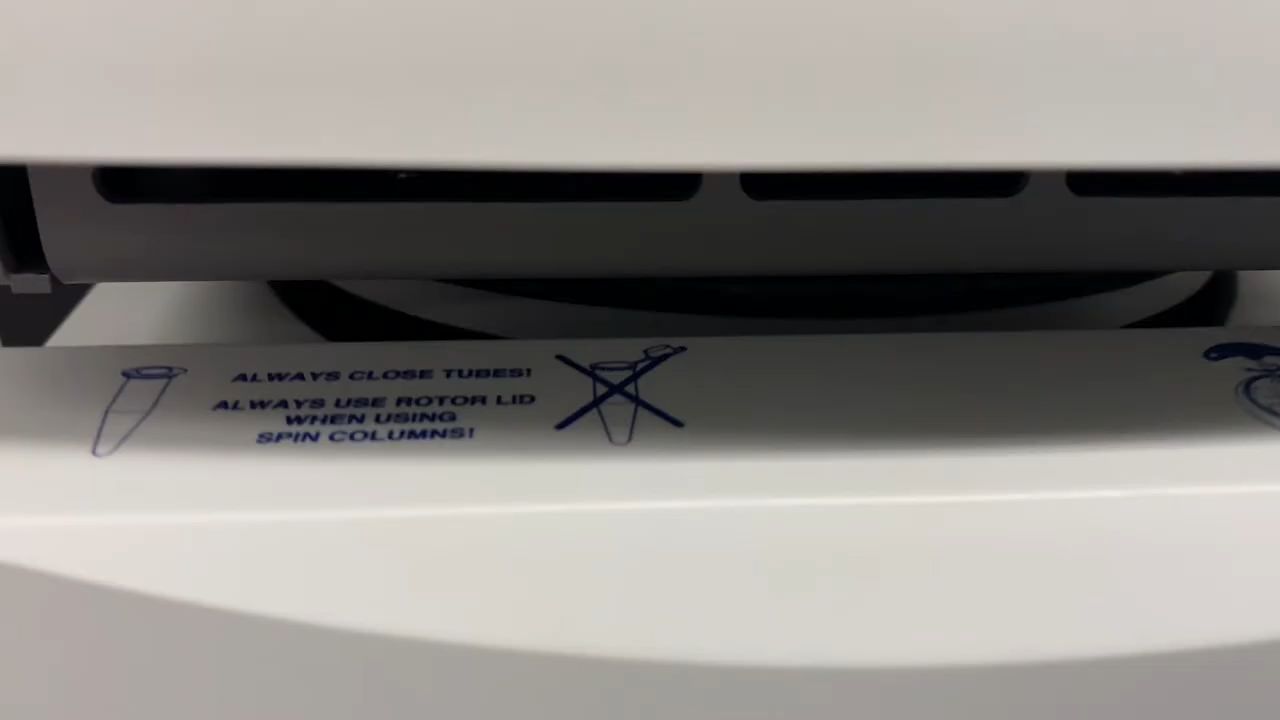 ALWAYS CLOSE TUBES!
ALWAYS USE ROTOR LID
WHEN USING
SPIN COLUMNS!